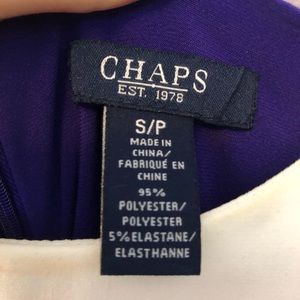 CHAPS
EST. 1978
S/P
MADE IN
CHINA/
FABRIQUÉ EN
CHINE
95%
POLYESTER/
POLYESTER
5% ELASTANE/
ELASTHANNE